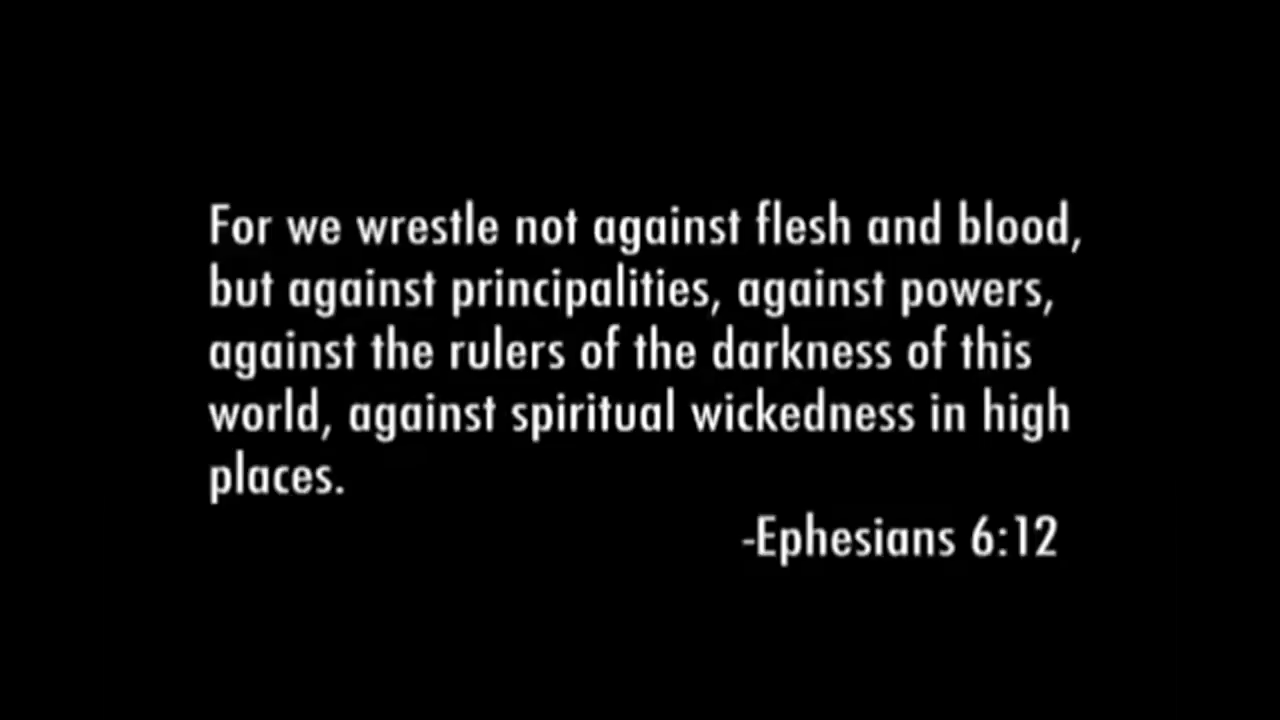 For we wrestle not against flesh and blood,
but against principalities, against powers,
against the rulers of the darkness of this
world, against spiritual wickedness in high
places.
-Ephesians 6:12